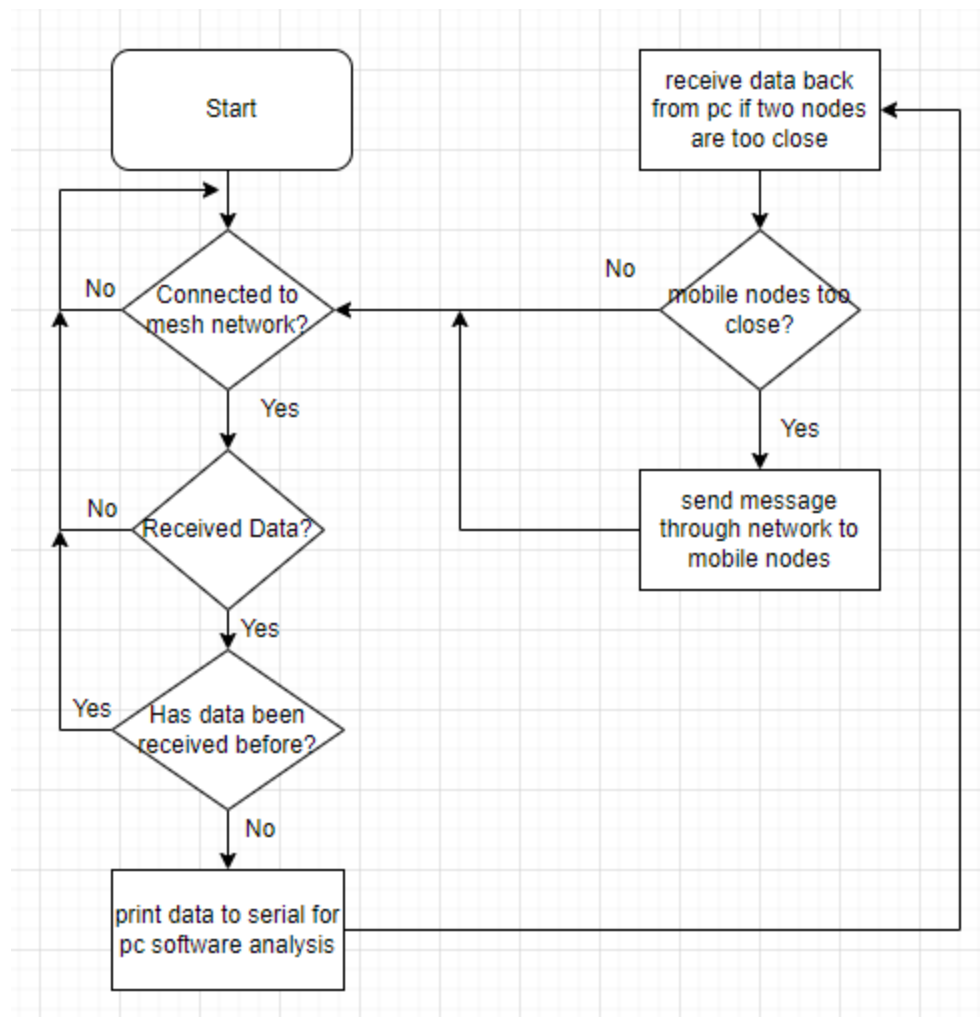 Start
No
Connected to
mesh network?
Yes
No
Received Data?
Yes
Yes
Has data been
received before?
No
print data to serial for
pc software analysis
receive data back
from pc if two nodes
are too close
No
mobile nodes too
close?
Yes
send message
through network to
mobile nodes